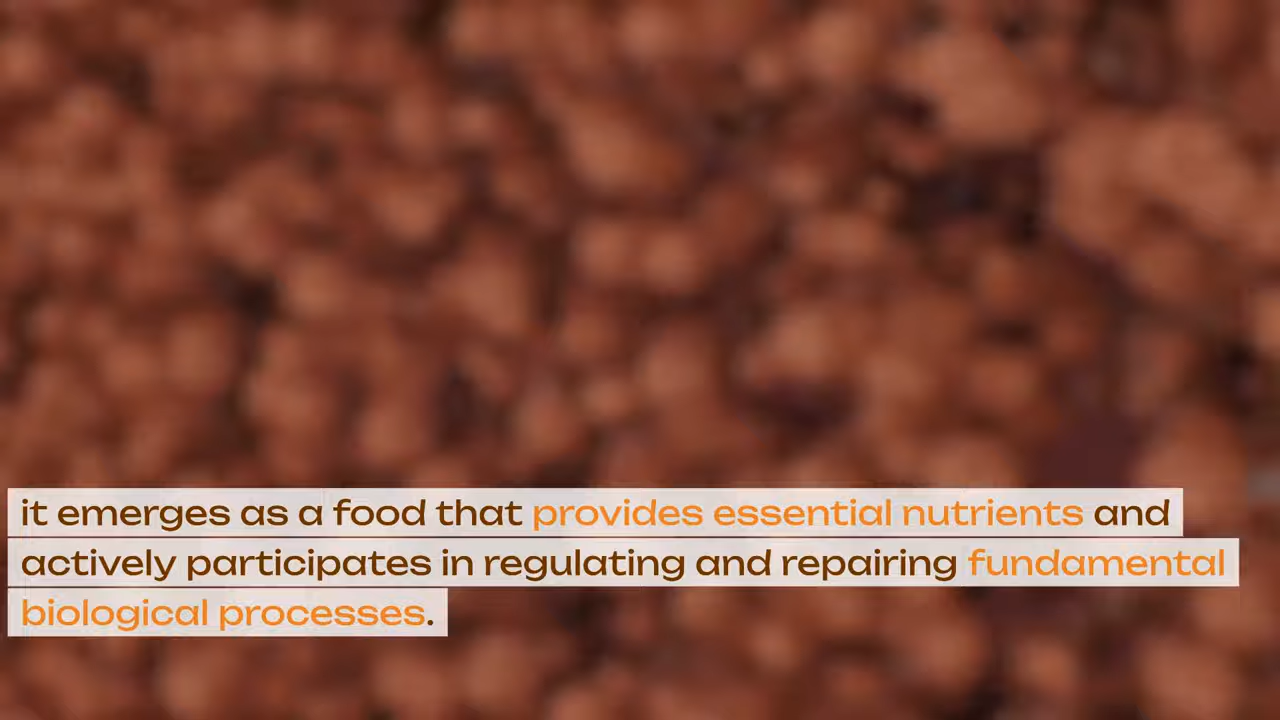 it emerges as a food that provides essential nutrients and
actively participates in regulating and repairing fundamental
biological processes.